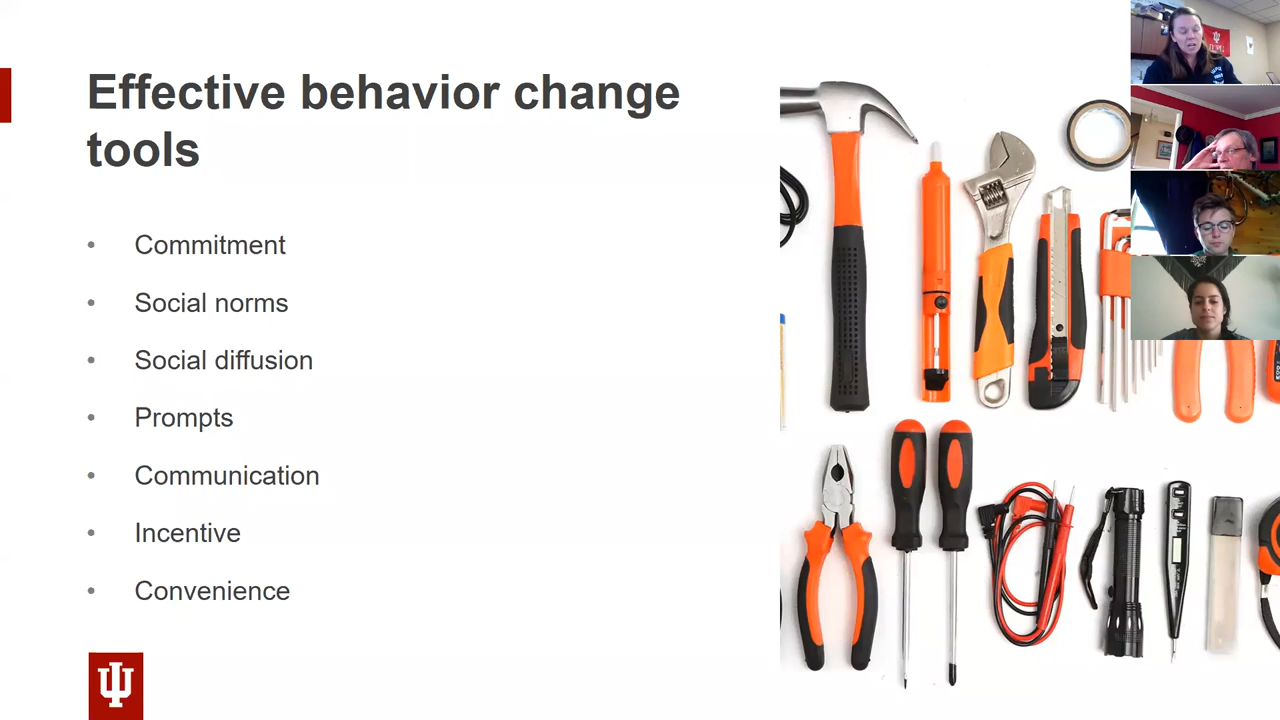 Effective behavior change
tools
• Commitment
• Social norms
• Social diffusion
• Prompts
• Communication
• Incentive
• Convenience